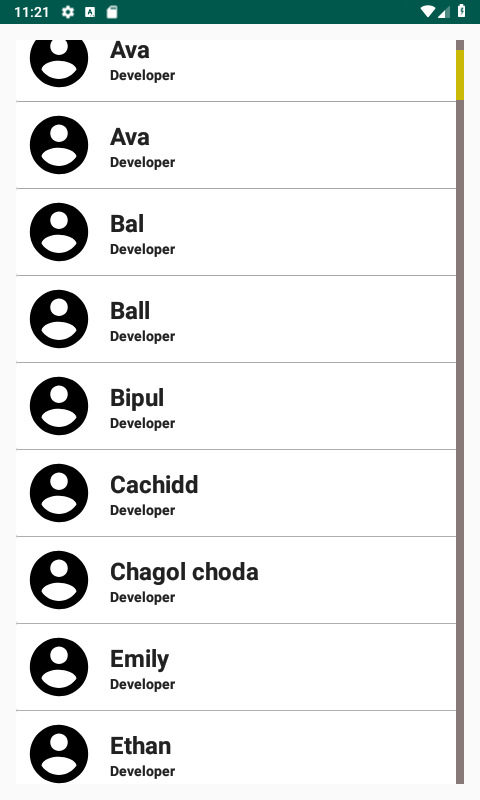 11:21
Ava
Developer
Ava
Developer
Bal
Developer
Ball
Developer
Bipul
Developer
Cachidd
Developer
Chagol choda
Developer
Emily
Developer
Ethan
Developer